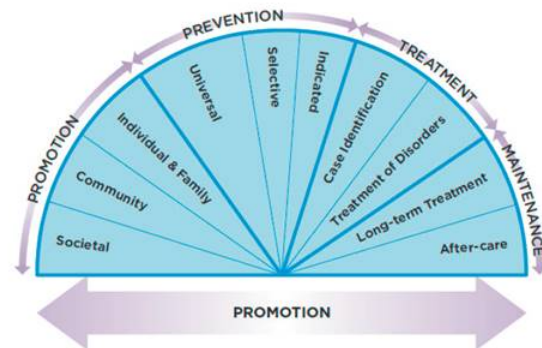 PREVENTION
TREATMENT
PROMOTION
MAINTENANCE
Societal
Community
Individual & Family
Universal
Selective
Indicated
Case Identification
Treatment of Disorders
Long-term Treatment
After-care
PROMOTION